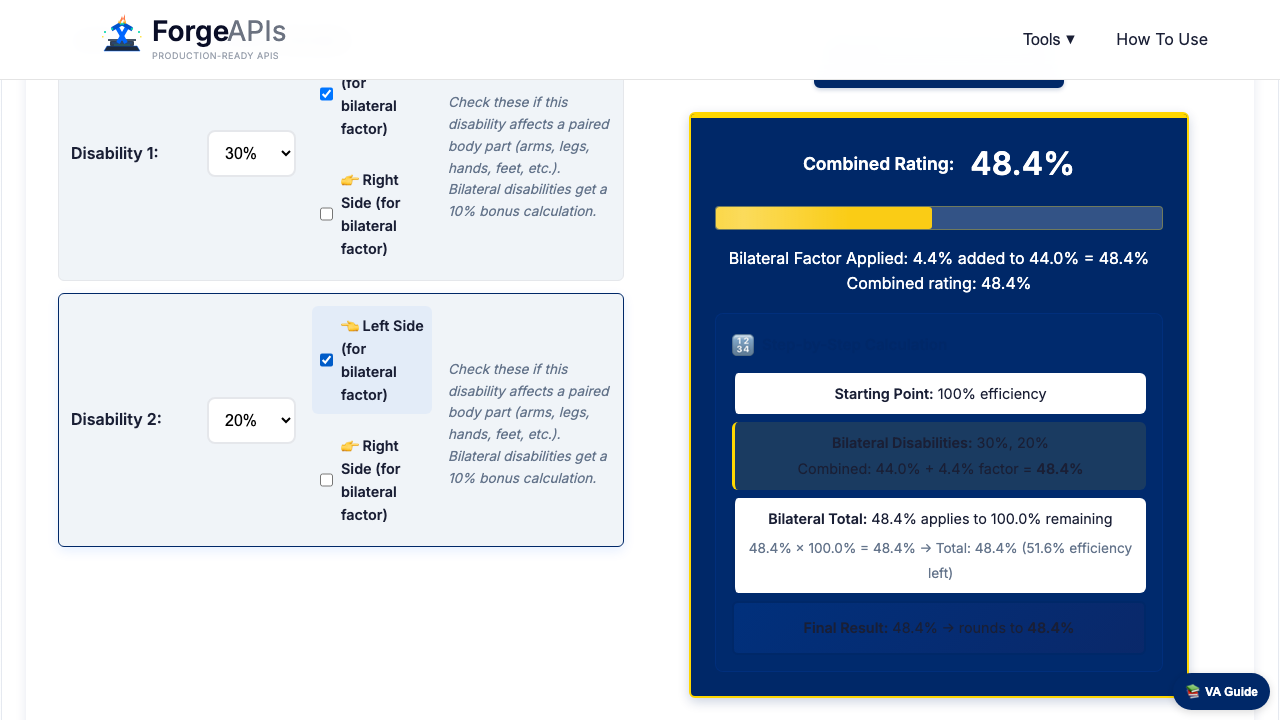 ForgeAPIs
PRODUCTION-READY APIS
Tools ▼
How To Use
(for
bilateral
factor)
Disability 1:
30%
👉 Right
Side (for
bilateral
factor)
Check these if this
disability affects a paired
body part (arms, legs,
hands, feet, etc.).
Bilateral disabilities get a
10% bonus calculation.
👈 Left Side
(for
bilateral
factor)
Disability 2:
20%
👉 Right
Side (for
bilateral
factor)
Check these if this
disability affects a paired
body part (arms, legs,
hands, feet, etc.).
Bilateral disabilities get a
10% bonus calculation.
Combined Rating: 48.4%
Bilateral Factor Applied: 4.4% added to 44.0% = 48.4%
Combined rating: 48.4%
🔢
Starting Point: 100% efficiency
Bilateral Disabilities: 30%, 20%
Combined: 44.0% + 4.4% factor = 48.4%
Bilateral Total: 48.4% applies to 100.0% remaining
48.4% × 100.0% = 48.4% → Total: 48.4% (51.6% efficiency
left)
Final Result: 48.4% → rounds to 48.4%
📚 VA Guide